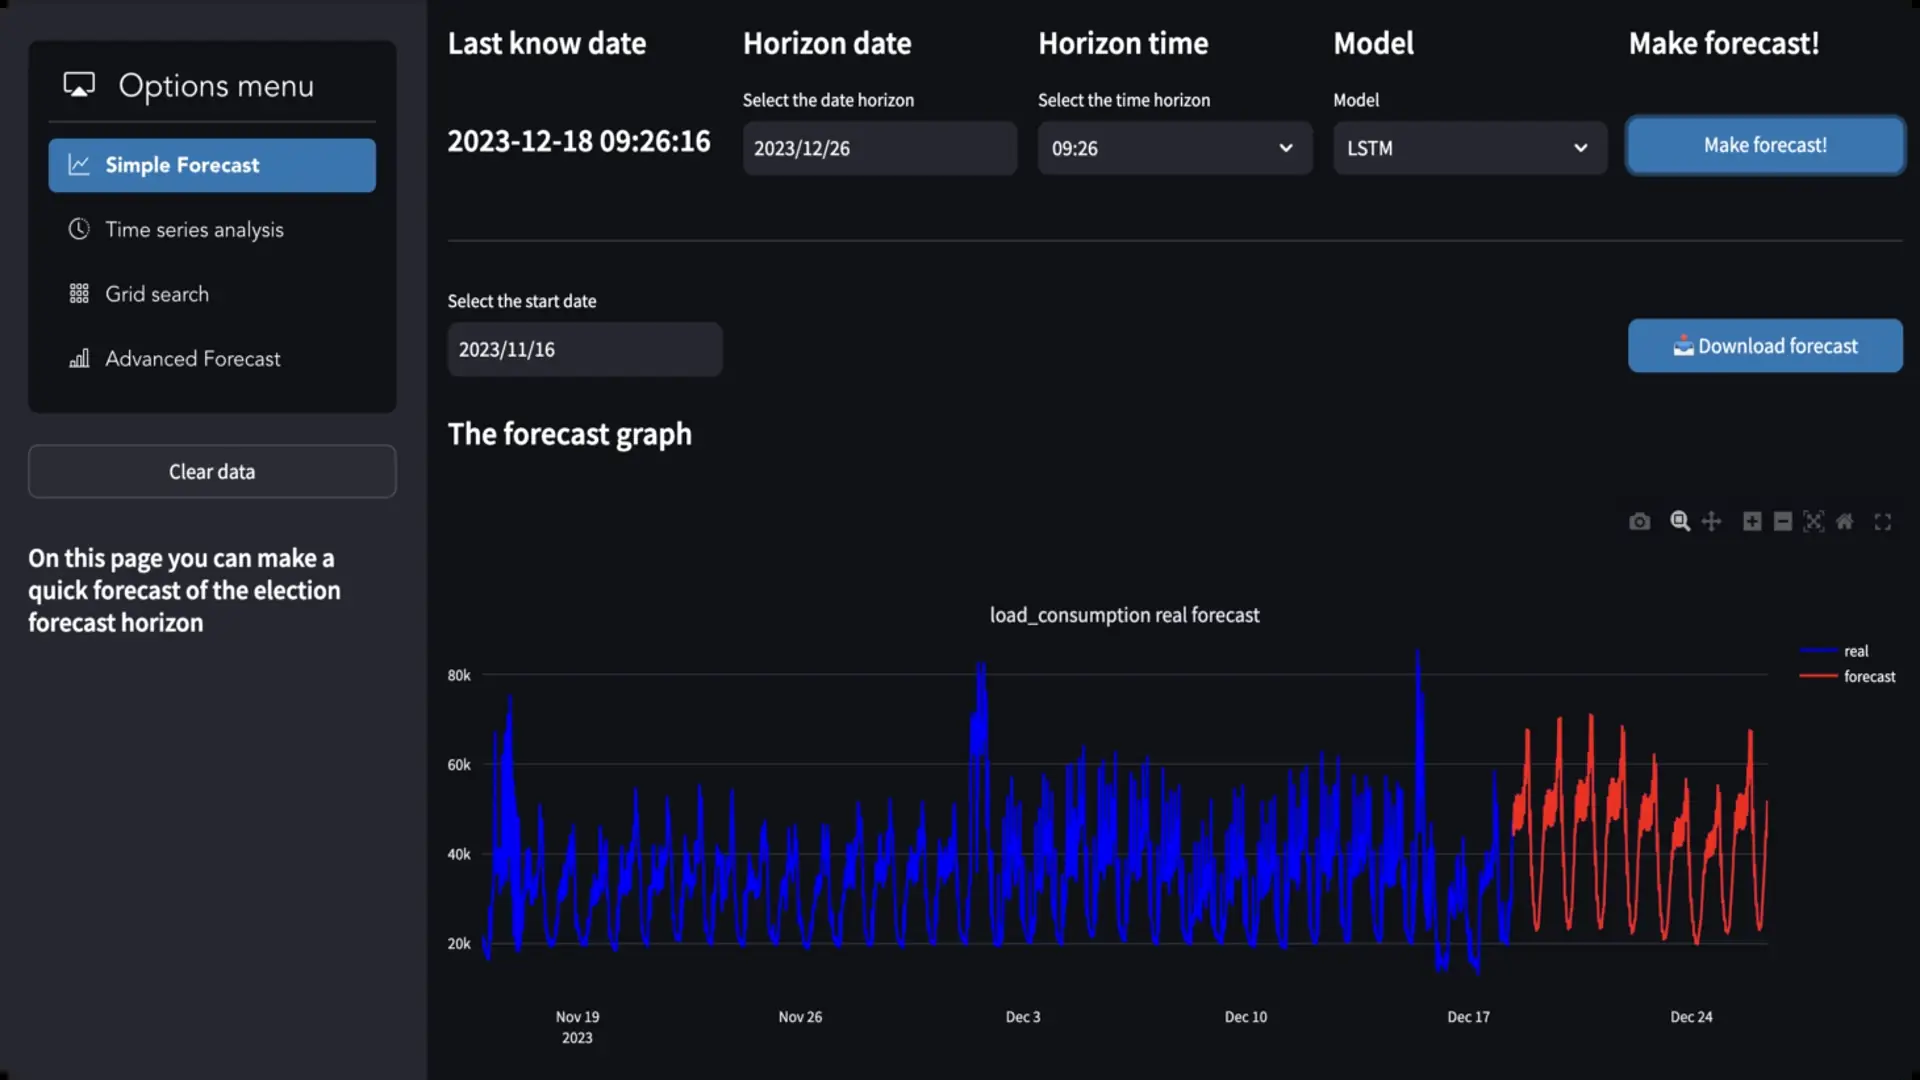 Options menu
Simple Forecast
Time series analysis
Grid search
Advanced Forecast
Clear data
On this page you can make a
quick forecast of the election
forecast horizon
Last know date
2023-12-18 09:26:16
Horizon date
Select the date horizon
2023/12/26
Horizon time
Select the time horizon
09:26
Model
Model
LSTM
Make forecast!
Make forecast!
Select the start date
2023/11/16
Download forecast
The forecast graph
load_consumption real forecast
real
forecast
80k
60k
40k
20k
Nov 19
2023
Nov 26
Dec 3
Dec 10
Dec 17
Dec 24